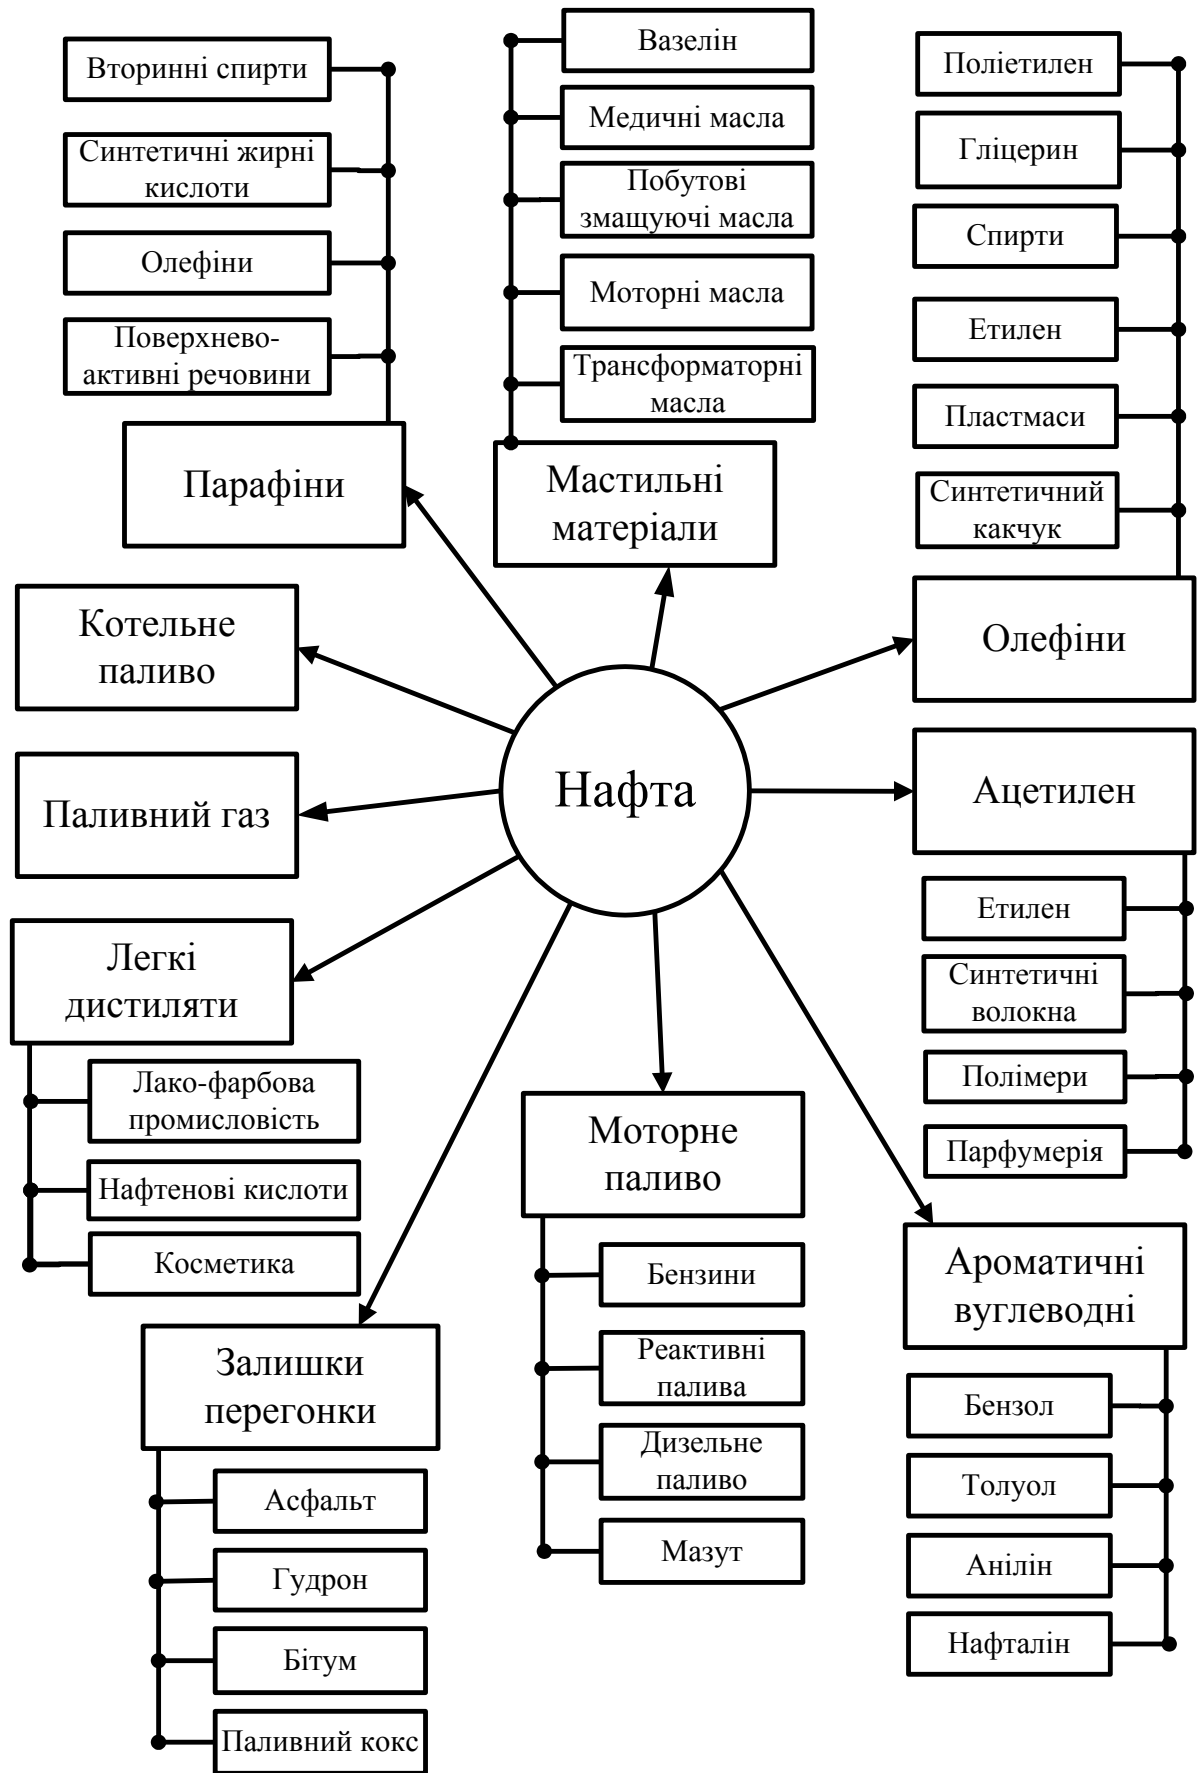 Вторинні спирти
Синтетичні жирні
кислоти
Олефіни
Поверхнево-
активні речовини
Парафіни
Вазелін
Медичні масла
Побутові
змащуючі масла
Моторні масла
Трансформаторні
масла
Мастильні
матеріали
Поліетилен
Гліцерин
Спирти
Етилен
Пластмаси
Синтетичний
какчук
Олефіни
Котельне
паливо
Паливний газ
Нафта
Ацетилен
Етилен
Синтетичні
волокна
Полімери
Парфумерія
Легкі
дистиляти
Лако-фарбова
промисловість
Нафтенові кислоти
Косметика
Залишки
перегонки
Асфальт
Гудрон
Бітум
Паливний кокс
Моторне
паливо
Бензини
Реактивні
палива
Дизельне
паливо
Мазут
Ароматичні
вуглеводні
Бензол
Толуол
Анілін
Нафталін